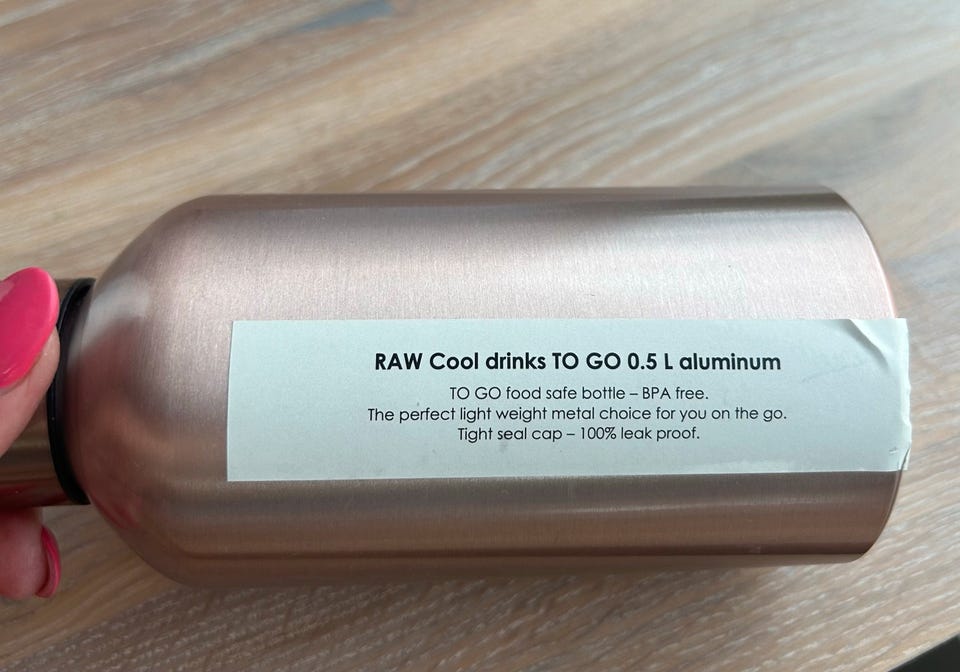 RAW Cool drinks TO GO 0.5 L aluminum
TO GO food safe bottle – BPA free.
The perfect light weight metal choice for you on the go.
Tight seal cap – 100% leak proof.